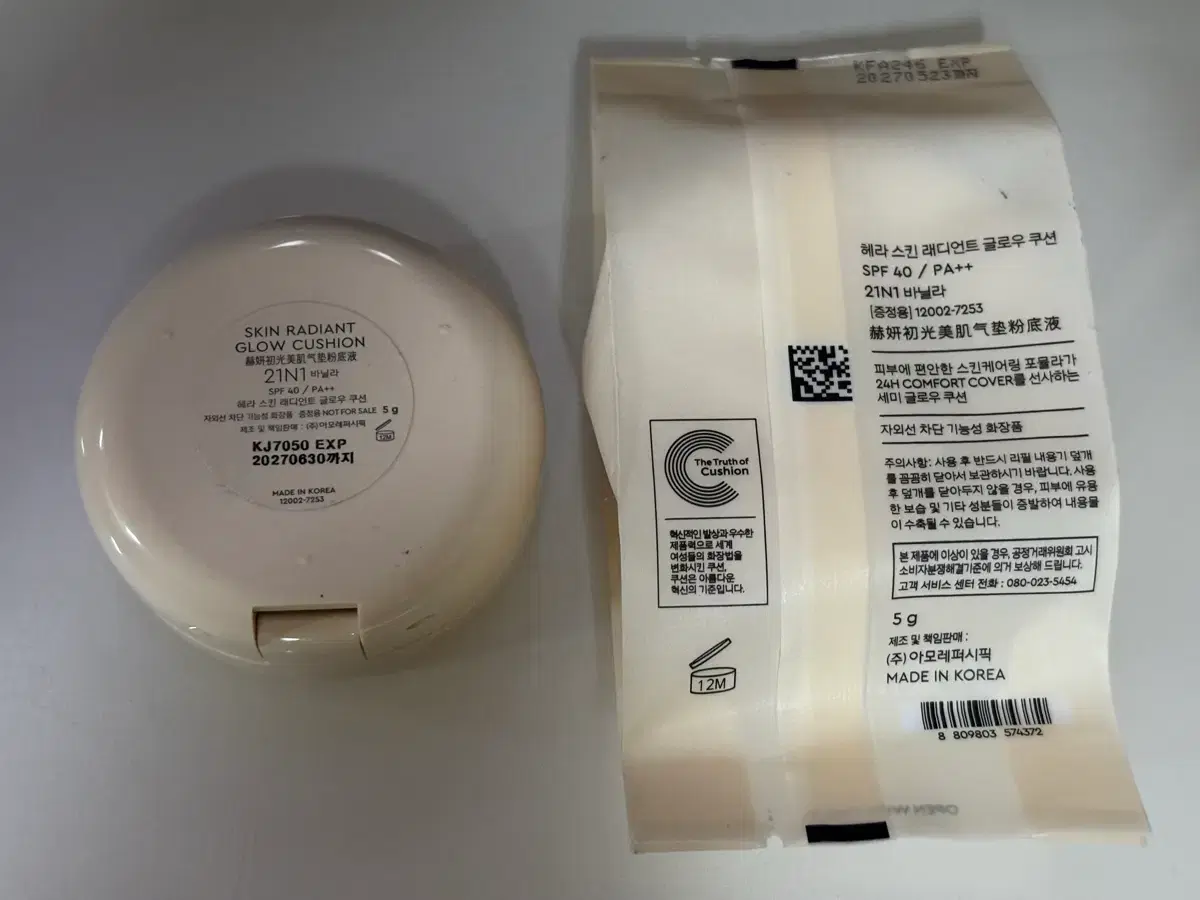 SKIN RADIANT
GLOW CUSHION
赫妍初光美肌气垫粉底液
21N1 바닐라
SPF 40 / PA++
헤라 스킨 래디언트 글로우 쿠션
자외선 차단 기능성 화장품 증정용 NOT FOR SALE 5 g
제조 및 책임판매 : (주)아모레퍼시픽
12M
KJ7050 EXP
20270630까지
MADE IN KOREA
12002-7253
KFA246 EXP
20270523까지
헤라 스킨 래디언트 글로우 쿠션
SPF 40 / PA++
21N1 바닐라
[증정용] 12002-7253
赫妍初光美肌气垫粉底液
피부에 편안한 스킨케어링 포뮬라가
24H COMFORT COVER를 선사하는
세미 글로우 쿠션
자외선 차단 기능성 화장품
주의사항: 사용 후 반드시 리필 내용기 덮개
를 꼼꼼히 닫아서 보관하시기 바랍니다. 사용
후 덮개를 닫아두지 않을 경우, 피부에 유용
한 보습 및 기타 성분들이 증발하여 내용물
이 수축될 수 있습니다.
본 제품에 이상이 있을 경우, 공정거래위원회 고시
소비자분쟁해결기준에 의거 보상해 드립니다.
고객 서비스 센터 전화 : 080-023-5454
5 g
제조 및 책임판매 :
(주) 아모레퍼시픽
MADE IN KOREA
8 809803 574372
The Truth of
Cushion
혁신적인 발상과 우수한
제품력으로 세계
여성들의 화장법을
변화시킨 쿠션,
쿠션은 아름다운
혁신의 기준입니다.
12M
OPEN